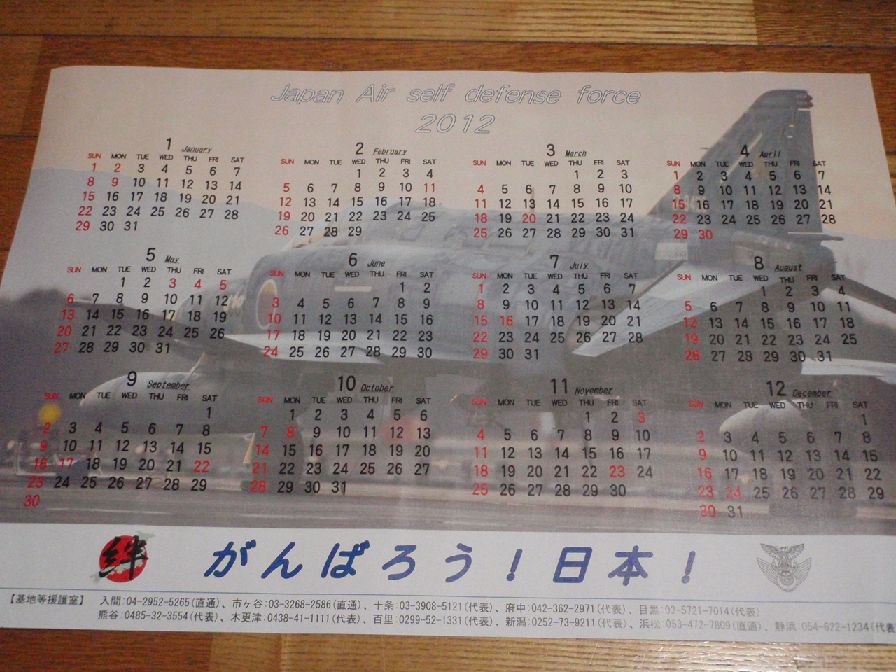 Japan Air self defense force
2012
1 January
SUN MON TUE WED THU FRI SAT
1 2 3 4 5 6 7
8 9 10 11 12 13 14
15 16 17 18 19 20 21
22 23 24 25 26 27 28
29 30 31
2 February
SUN MON TUE WED THU FRI SAT
1 2 3 4
5 6 7 8 9 10 11
12 13 14 15 16 17 18
19 20 21 22 23 24 25
26 27 28 29
3 March
SUN MON TUE WED THU FRI SAT
1 2 3
4 5 6 7 8 9 10
11 12 13 14 15 16 17
18 19 20 21 22 23 24
25 26 27 28 29 30 31
4 April
SUN MON TUE WED THU FRI SAT
1 2 3 4 5 6 7
8 9 10 11 12 13 14
15 16 17 18 19 20 21
22 23 24 25 26 27 28
29 30
5 May
SUN MON TUE WED THU FRI SAT
1 2 3 4 5
6 7 8 9 10 11 12
13 14 15 16 17 18 19
20 21 22 23 24 25 26
27 28 29 30 31
6 June
SUN MON TUE WED THU FRI SAT
1 2
3 4 5 6 7 8 9
10 11 12 13 14 15 16
17 18 19 20 21 22 23
24 25 26 27 28 29 30
7 July
SUN MON TUE WED THU FRI SAT
1 2 3 4 5 6 7
8 9 10 11 12 13 14
15 16 17 18 19 20 21
22 23 24 25 26 27 28
29 30 31
8 August
SUN MON TUE WED THU FRI SAT
1 2 3 4
5 6 7 8 9 10 11
12 13 14 15 16 17 18
19 20 21 22 23 24 25
26 27 28 29 30 31
9 September
SUN MON TUE WED THU FRI SAT
1
2 3 4 5 6 7 8
9 10 11 12 13 14 15
16 17 18 19 20 21 22
23 24 25 26 27 28 29
30
10 October
SUN MON TUE WED THU FRI SAT
1 2 3 4 5 6
7 8 9 10 11 12 13
14 15 16 17 18 19 20
21 22 23 24 25 26 27
28 29 30 31
11 November
SUN MON TUE WED THU FRI SAT
1 2 3
4 5 6 7 8 9 10
11 12 13 14 15 16 17
18 19 20 21 22 23 24
25 26 27 28 29 30
12 December
SUN MON TUE WED THU FRI SAT
1
2 3 4 5 6 7 8
9 10 11 12 13 14 15
16 17 18 19 20 21 22
23 24 25 26 27 28 29
30 31
絆 がんばろう!日本!
【基地等援護室】 入間:04-2952-5265(直通)、市ヶ谷:03-3268-2586(直通)、十条:03-3908-5121(代表)、府中:042-362-2971(代表)、目黒:03-5721-7014(代表)
熊谷:0485-32-3554(代表)、木更津:0438-41-1111(代表)、百里:0299-52-1331(代表)、新潟:0252-73-9211(代表)、浜松:053-472-7809(直通)、静浜:054-622-1234(代表)